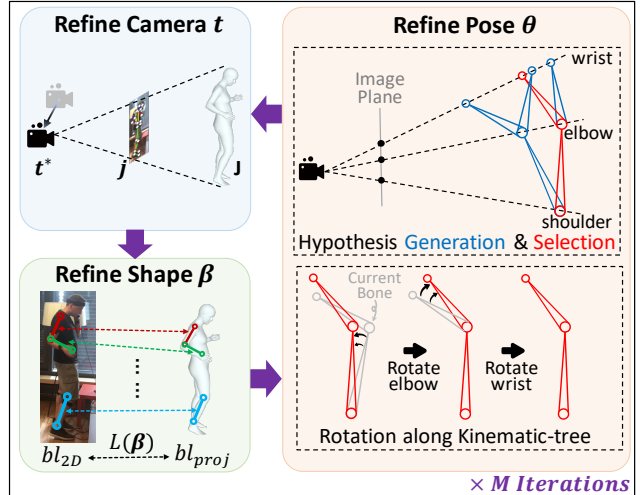 Refine Camera t
t*
j
J
Refine Shape β
bl2D
L(β)
blproj
Refine Pose θ
Image
Plane
wrist
elbow
shoulder
Hypothesis Generation & Selection
Current
Bone
Rotate
elbow
Rotate
wrist
Rotation along Kinematic-tree
× M Iterations